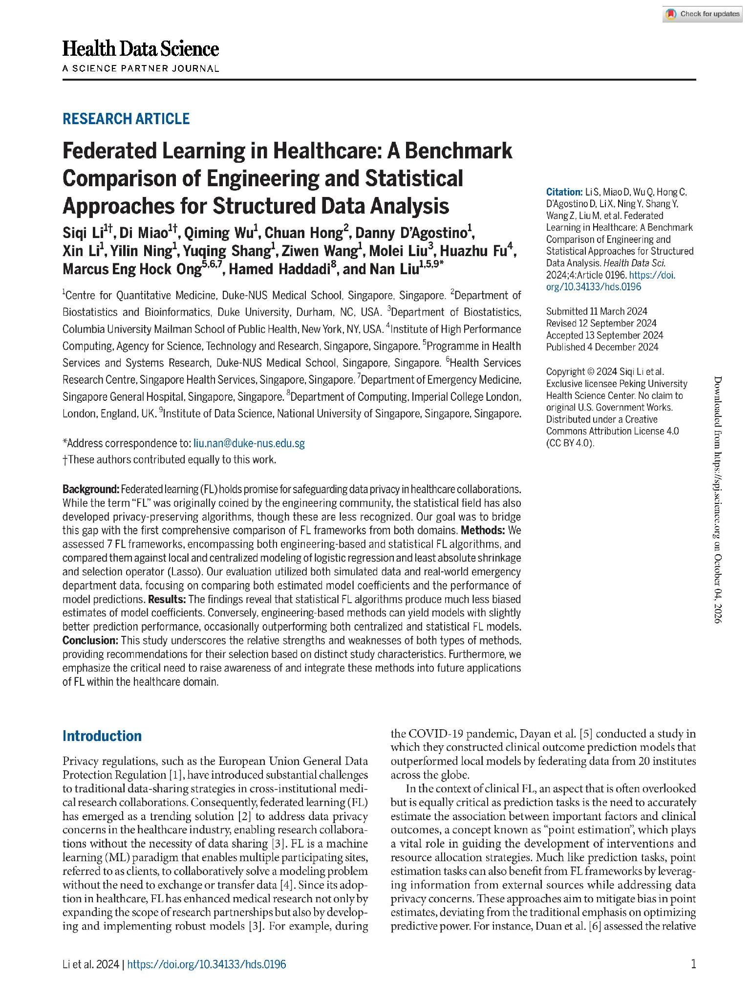 Check for updates
Health Data Science
A SCIENCE PARTNER JOURNAL
RESEARCH ARTICLE
Federated Learning in Healthcare: A Benchmark
Comparison of Engineering and Statistical
Approaches for Structured Data Analysis
Siqi Li1†, Di Miao1†, Qiming Wu1, Chuan Hong2, Danny D’Agostino1,
Xin Li1, Yilin Ning1, Yuqing Shang1, Ziwen Wang1, Molei Liu3, Huazhu Fu4,
Marcus Eng Hock Ong5,6,7, Hamed Haddadi8, and Nan Liu1,5,9*
1Centre for Quantitative Medicine, Duke-NUS Medical School, Singapore, Singapore. 2Department of
Biostatistics and Bioinformatics, Duke University, Durham, NC, USA. 3Department of Biostatistics,
Columbia University Mailman School of Public Health, New York, NY, USA. 4Institute of High Performance
Computing, Agency for Science, Technology and Research, Singapore, Singapore. 5Programme in Health
Services and Systems Research, Duke-NUS Medical School, Singapore, Singapore. 6Health Services
Research Centre, Singapore Health Services, Singapore, Singapore. 7Department of Emergency Medicine,
Singapore General Hospital, Singapore, Singapore. 8Department of Computing, Imperial College London,
London, England, UK. 9Institute of Data Science, National University of Singapore, Singapore, Singapore.
*Address correspondence to: liu.nan@duke-nus.edu.sg
†These authors contributed equally to this work.
Citation: Li S, Miao D, Wu Q, Hong C,
D’Agostino D, Li X, Ning Y, Shang Y,
Wang Z, Liu M, et al. Federated
Learning in Healthcare: A Benchmark
Comparison of Engineering and
Statistical Approaches for Structured
Data Analysis. Health Data Sci.
2024;4:Article 0196. https://doi.
org/10.34133/hds.0196
Submitted 11 March 2024
Revised 12 September 2024
Accepted 13 September 2024
Published 4 December 2024
Copyright © 2024 Siqi Li et al.
Exclusive licensee Peking University
Health Science Center. No claim to
original U.S. Government Works.
Distributed under a Creative
Commons Attribution License 4.0
(CC BY 4.0).
Background: Federated learning (FL) holds promise for safeguarding data privacy in healthcare collaborations.
While the term “FL” was originally coined by the engineering community, the statistical field has also
developed privacy-preserving algorithms, though these are less recognized. Our goal was to bridge
this gap with the first comprehensive comparison of FL frameworks from both domains. Methods: We
assessed 7 FL frameworks, encompassing both engineering-based and statistical FL algorithms, and
compared them against local and centralized modeling of logistic regression and least absolute shrinkage
and selection operator (Lasso). Our evaluation utilized both simulated data and real-world emergency
department data, focusing on comparing both estimated model coefficients and the performance of
model predictions. Results: The findings reveal that statistical FL algorithms produce much less biased
estimates of model coefficients. Conversely, engineering-based methods can yield models with slightly
better prediction performance, occasionally outperforming both centralized and statistical FL models.
Conclusion: This study underscores the relative strengths and weaknesses of both types of methods,
providing recommendations for their selection based on distinct study characteristics. Furthermore, we
emphasize the critical need to raise awareness of and integrate these methods into future applications
of FL within the healthcare domain.
Introduction
Privacy regulations, such as the European Union General Data
Protection Regulation [1], have introduced substantial challenges
to traditional data-sharing strategies in cross-institutional medi-
cal research collaborations. Consequently, federated learning (FL)
has emerged as a trending solution [2] to address data privacy
concerns in the healthcare industry, enabling research collabora-
tions without the necessity of data sharing [3]. FL is a machine
learning (ML) paradigm that enables multiple participating sites,
referred to as clients, to collaboratively solve a modeling problem
without the need to exchange or transfer data [4]. Since its adop-
tion in healthcare, FL has enhanced medical research not only by
expanding the scope of research partnerships but also by develop-
ing and implementing robust models [3]. For example, during
the COVID-19 pandemic, Dayan et al. [5] conducted a study in
which they constructed clinical outcome prediction models that
outperformed local models by federating data from 20 institutes
across the globe.
In the context of clinical FL, an aspect that is often overlooked
but is equally critical as prediction tasks is the need to accurately
estimate the association between important factors and clinical
outcomes, a concept known as “point estimation”, which plays
a vital role in guiding the development of interventions and
resource allocation strategies. Much like prediction tasks, point
estimation tasks can also benefit from FL frameworks by leverag-
ing information from external sources while addressing data
privacy concerns. These approaches aim to mitigate bias in point
estimates, deviating from the traditional emphasis on optimizing
predictive power. For instance, Duan et al. [6] assessed the relative
Downloaded from https://spj.science.org on October 04, 2026
Li et al. 2024 | https://doi.org/10.34133/hds.0196
1